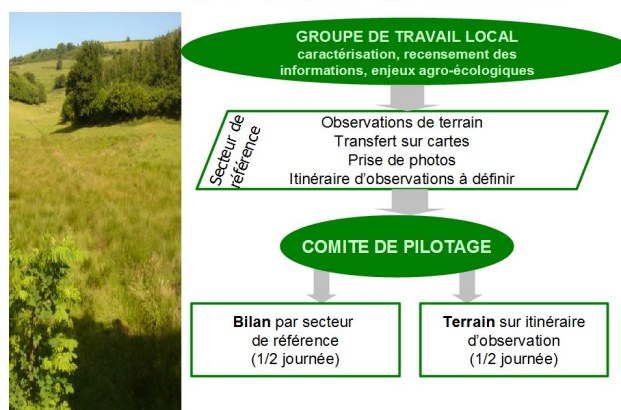 GROUPE DE TRAVAIL LOCAL
caractérisation, recensement des
informations, enjeux agro-écologiques
Secteur de
référence
Observations de terrain
Transfert sur cartes
Prise de photos
Itinéraire d'observations à définir
COMITE DE PILOTAGE
Bilan par secteur
de référence
(1/2 journée)
Terrain sur itinéraire
d'observation
(1/2 journée)